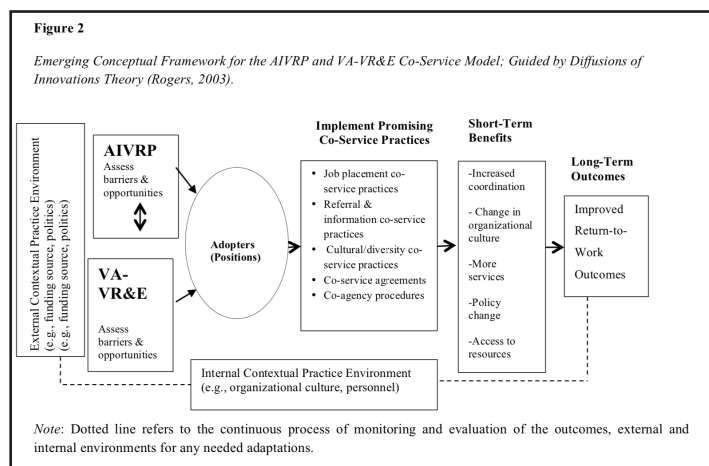 Figure 2
Emerging Conceptual Framework for the AIVRP and VA-VR&E Co-Service Model; Guided by Diffusions of
Innovations Theory (Rogers, 2003).
External Contextual Practice Environment
(e.g., funding source, politics)
(e.g., funding source, politics)
AIVRP
Assess
barriers &
opportunities
VA-
VR&E
Assess
barriers &
opportunities
Adopters
(Positions)
Implement Promising
Co-Service Practices
• Job placement co-
service practices
• Referral &
information co-service
practices
• Cultural/diversity co-
service practices
• Co-service agreements
• Co-agency procedures
Short-Term
Benefits
-Increased
coordination
- Change in
organizational
culture
-More
services
-Policy
change
-Access to
resources
Long-Term
Outcomes
Improved
Return-to-
Work
Outcomes
Internal Contextual Practice Environment
(e.g., organizational culture, personnel)
Note: Dotted line refers to the continuous process of monitoring and evaluation of the outcomes, external and
internal environments for any needed adaptations.